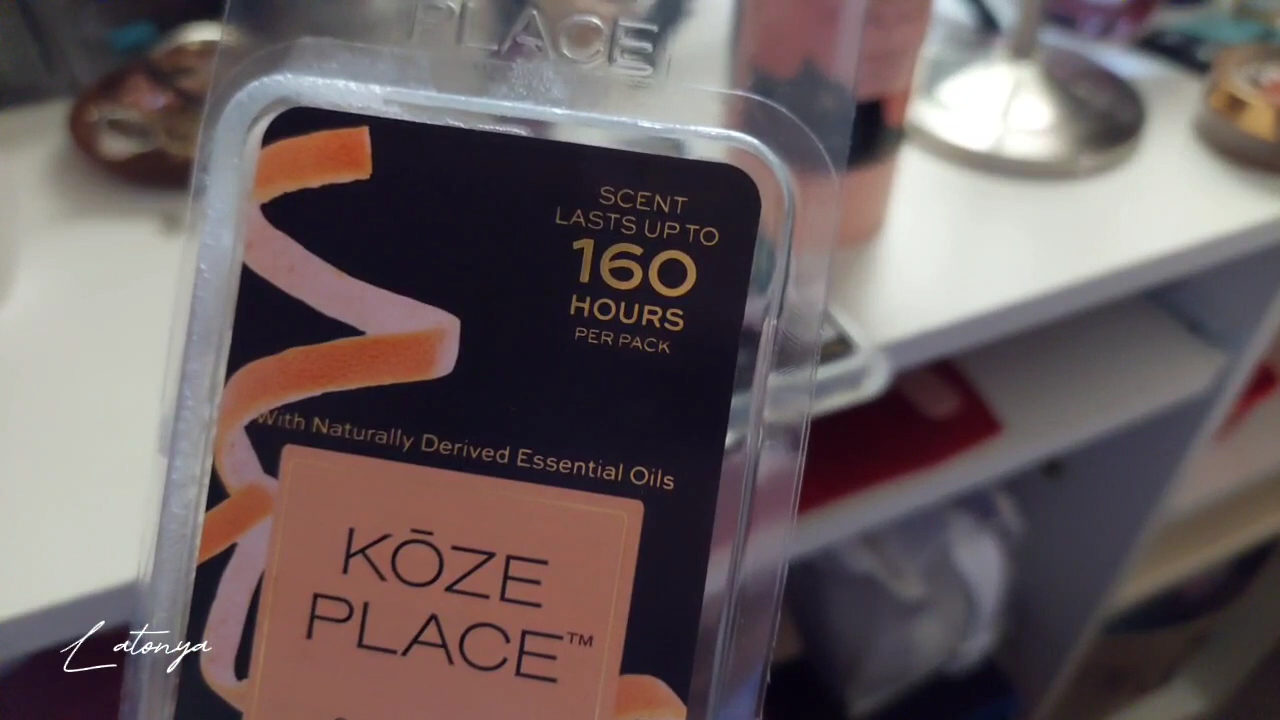 PLACE
SCENT
LASTS UP TO
160
HOURS
PER PACK
With Naturally Derived Essential Oils
KŌZE
PLACE™
Latonya